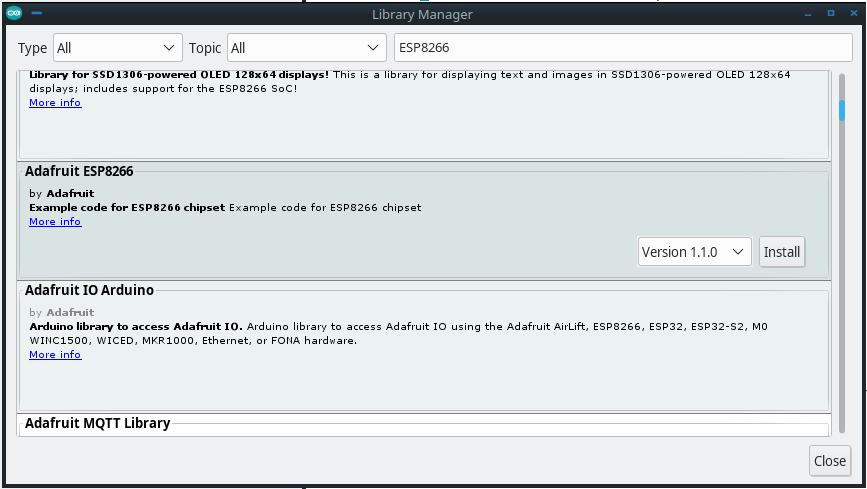 Library Manager
Type All Topic All ESP8266
Library for SSD1306-powered OLED 128x64 displays! This is a library for displaying text and images in SSD1306-powered OLED 128x64
displays; includes support for the ESP8266 SoC!
More info
Adafruit ESP8266
by Adafruit
Example code for ESP8266 chipset Example code for ESP8266 chipset
More info
Version 1.1.0 Install
Adafruit IO Arduino
by Adafruit
Arduino library to access Adafruit IO. Arduino library to access Adafruit IO using the Adafruit AirLift, ESP8266, ESP32, ESP32-S2, M0
WINC1500, WICED, MKR1000, Ethernet, or FONA hardware.
More info
Adafruit MQTT Library
Close